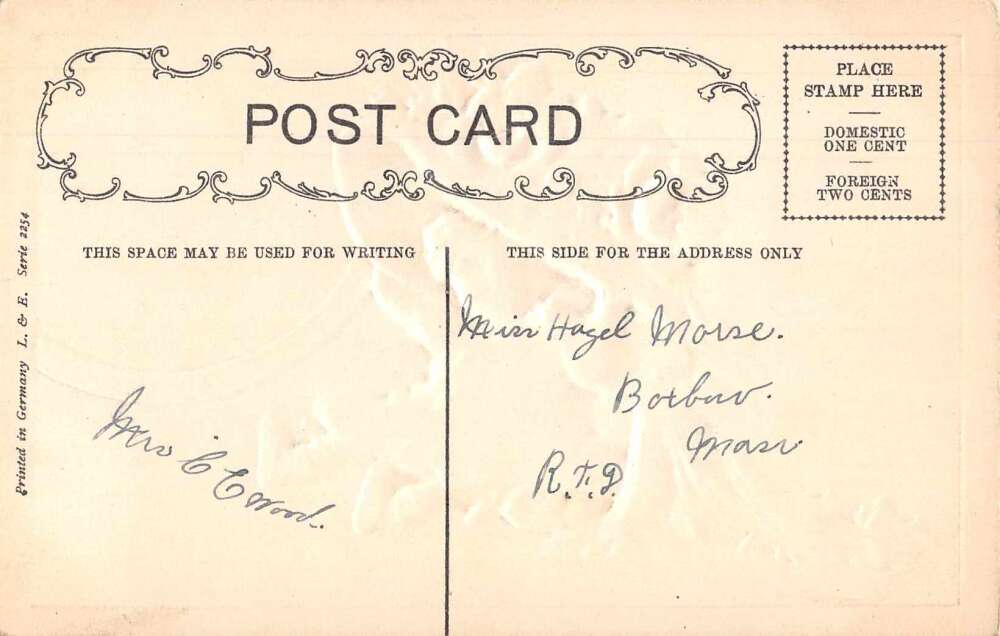 POST CARD
PLACE
STAMP HERE
DOMESTIC
ONE CENT
FOREIGN
TWO CENTS
THIS SPACE MAY BE USED FOR WRITING
THIS SIDE FOR THE ADDRESS ONLY
Printed in Germany L. & E. Serie 2254
Miss Hazel Morse.
Mass
R.F.D.
Mrs C E Wood.